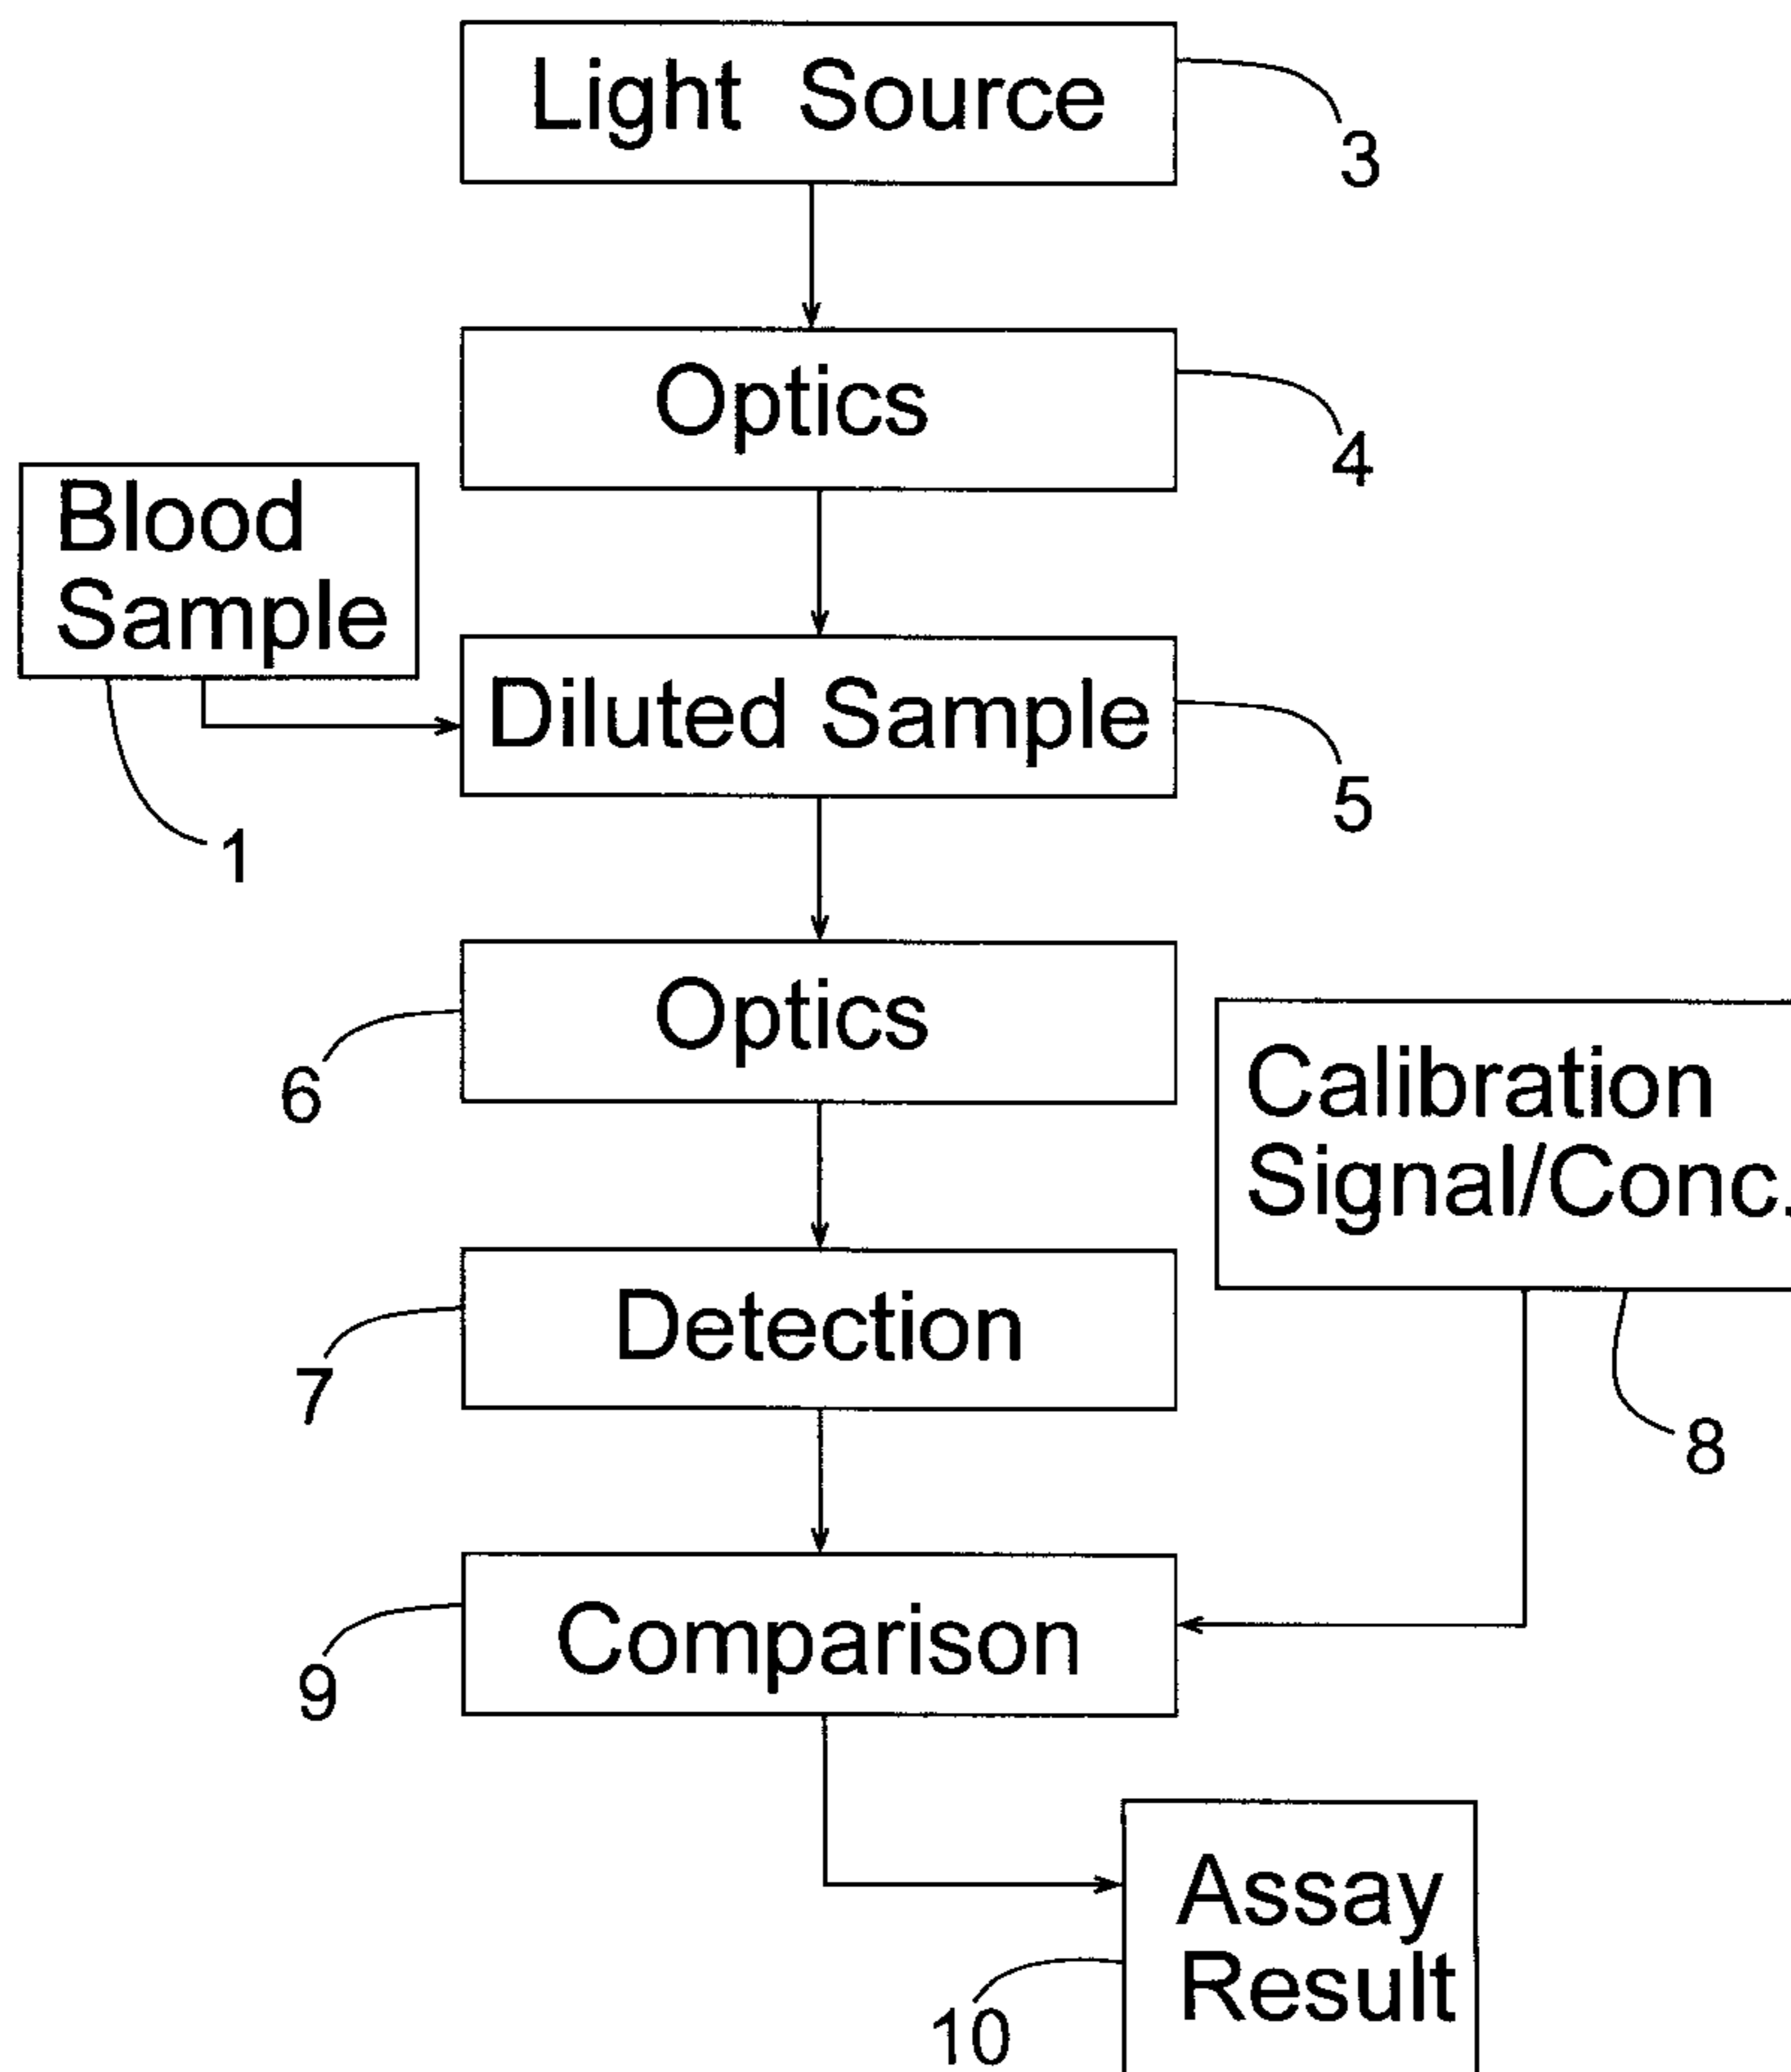 Light Source
3
Optics
4
Blood
Sample
Diluted Sample
5
1
Optics
6
Calibration
Signal/Conc.
Detection
7
8
Comparison
9
Assay
Result
10